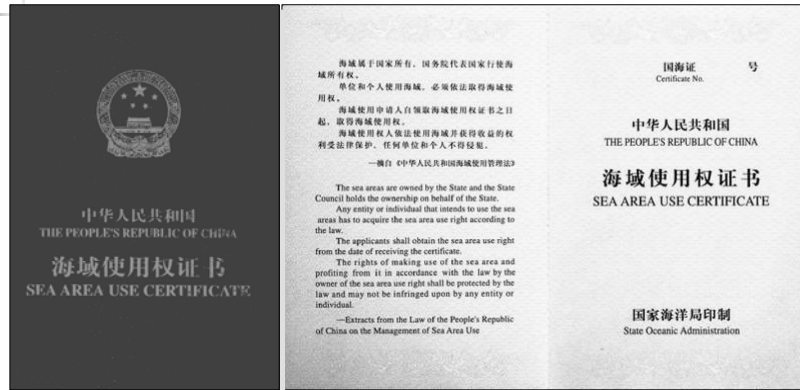 中华人民共和国
THE PEOPLE'S REPUBLIC OF CHINA
海域使用权证书
SEA AREA USE CERTIFICATE
海域属于国家所有，国务院代表国家行使海
域所有权。
单位和个人使用海域，必须依法取得海域使
用权。
海域使用申请人自领取海域使用权证书之日
起，取得海域使用权。
海域使用权人依法使用海域并获得收益的权
利受法律保护，任何单位和个人不得侵犯。
—摘自《中华人民共和国海域使用管理法》
The sea areas are owned by the State and the State
Council holds the ownership on behalf of the State.
Any entity or individual that intends to use the sea
areas has to acquire the sea area use right according to
the law.
The applicants shall obtain the sea area use right
from the date of receiving the certificate.
The rights of making use of the sea area and
profiting from it in accordance with the law by the
owner of the sea area use right shall be protected by the
law and may not be infringed upon by any entity or
individual.
—Extracts from the Law of the People's Republic
of China on the Management of Sea Area Use
国海证 号
Certificate No.
中华人民共和国
THE PEOPLE'S REPUBLIC OF CHINA
海域使用权证书
SEA AREA USE CERTIFICATE
国家海洋局印制
State Oceanic Administration